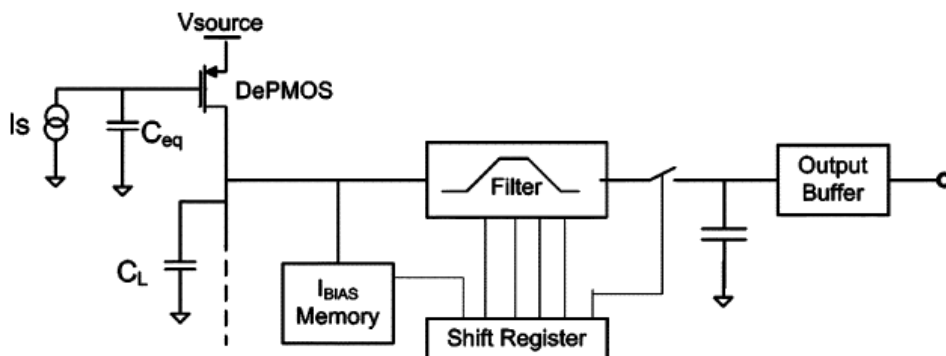 Vsource
DePMOS
Is
Ceq
Filter
Output
Buffer
CL
IBIAS
Memory
Shift Register